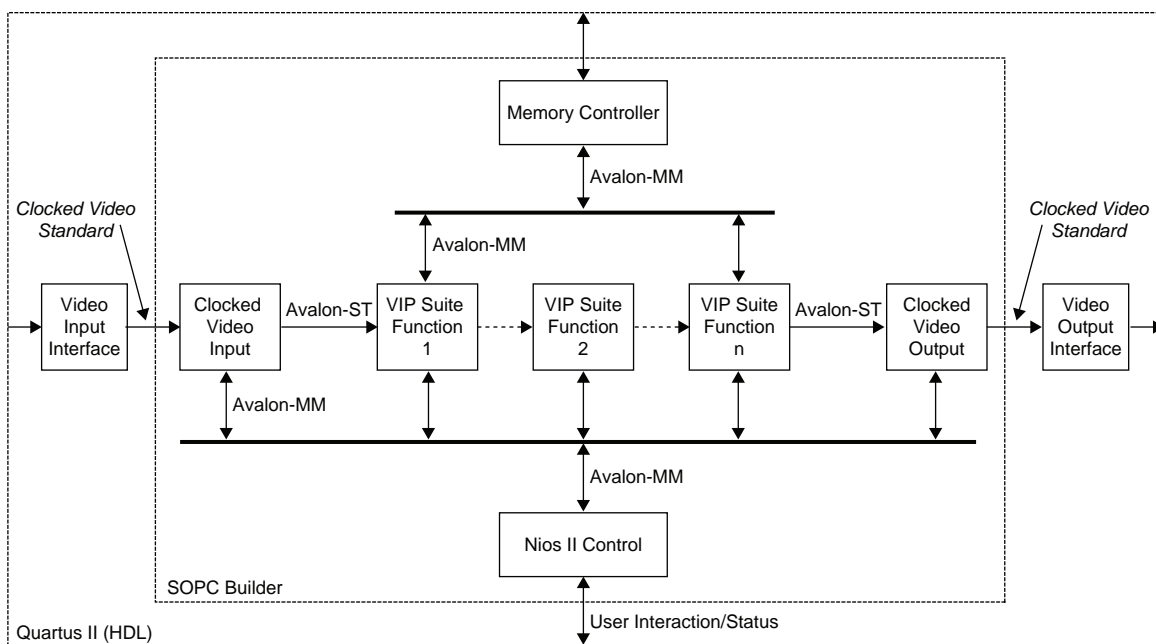 Memory Controller
Avalon-MM
Clocked Video
Standard
Clocked Video
Standard
Avalon-MM
Video
Input
Interface
Clocked
Video
Input
Avalon-ST
VIP Suite
Function
1
VIP Suite
Function
2
VIP Suite
Function
n
Avalon-ST
Clocked
Video
Output
Video
Output
Interface
Avalon-MM
Avalon-MM
Nios II Control
SOPC Builder
User Interaction/Status
Quartus II (HDL)